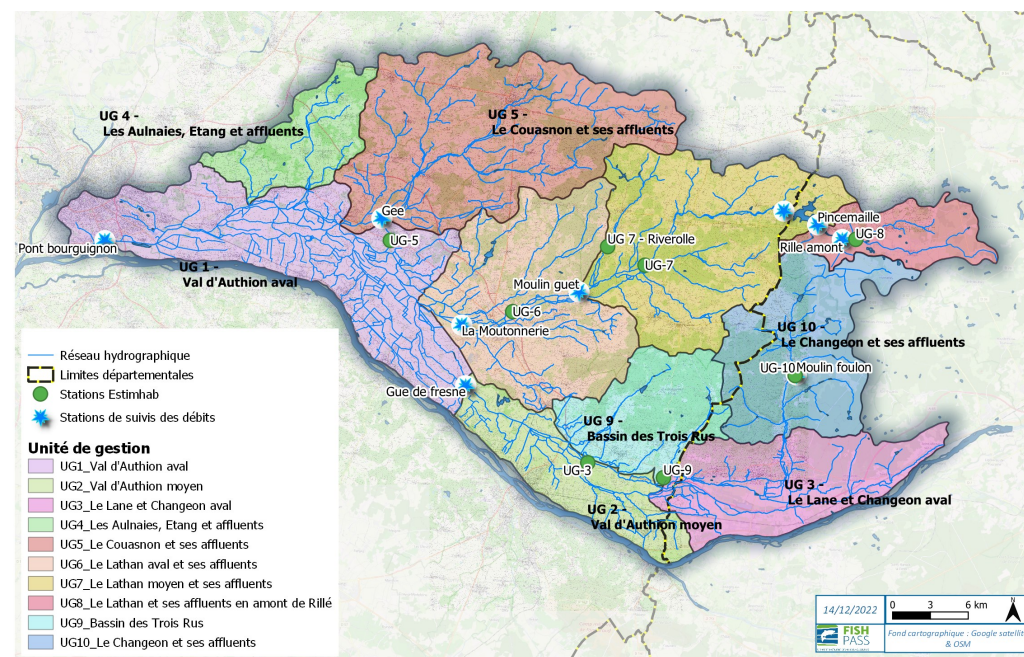 UG 4 -
Les Aulnaies, Etang et affluents
UG 5 -
Le Couasnon et ses affluents
Gee
UG-5
Pont bourguignon
UG 1 -
Val d'Authion aval
UG 7 - Riverolle
UG-7
Moulin guet
UG-6
La Moutonnerie
Gue de fresne
Pincemaille
UG-8
Rille amont
UG 10 -
Le Changeon et ses affluents
UG-10
Moulin foulon
UG 9 -
Bassin des Trois Rus
UG-3
UG-9
UG 3 -
Le Lane et Changeon aval
UG 2 -
Val d'Authion moyen
Réseau hydrographique
Limites départementales
Stations Estimhab
Stations de suivis des débits
Unité de gestion
UG1_Val d'Authion aval
UG2_Val d'Authion moyen
UG3_Le Lane et Changeon aval
UG4_Les Aulnaies, Etang et affluents
UG5_Le Couasnon et ses affluents
UG6_Le Lathan aval et ses affluents
UG7_Le Lathan moyen et ses affluents
UG8_Le Lathan et ses affluents en amont de Rillé
UG9_Bassin des Trois Rus
UG10_Le Changeon et ses affluents
14/12/2022
0 3 6 km
N
FISH
PASS
Fond cartographique : Google satellit
& OSM